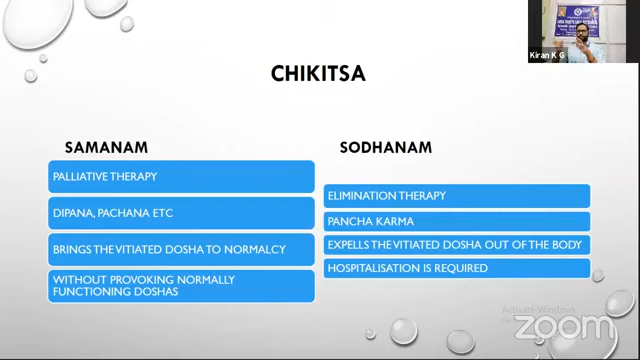 CHIKITSA
SAMANAM
PALLIATIVE THERAPY
DIPANA, PACHANA ETC
BRINGS THE VITIATED DOSHA TO NORMALCY
WITHOUT PROVOKING NORMALLY
FUNCTIONING DOSHAS
SODHANAM
ELIMINATION THERAPY
PANCHA KARMA
EXPELLS THE VITIATED DOSHA OUT OF THE BODY
HOSPITALISATION IS REQUIRED
Kiran K G
Activate Windows
zoom